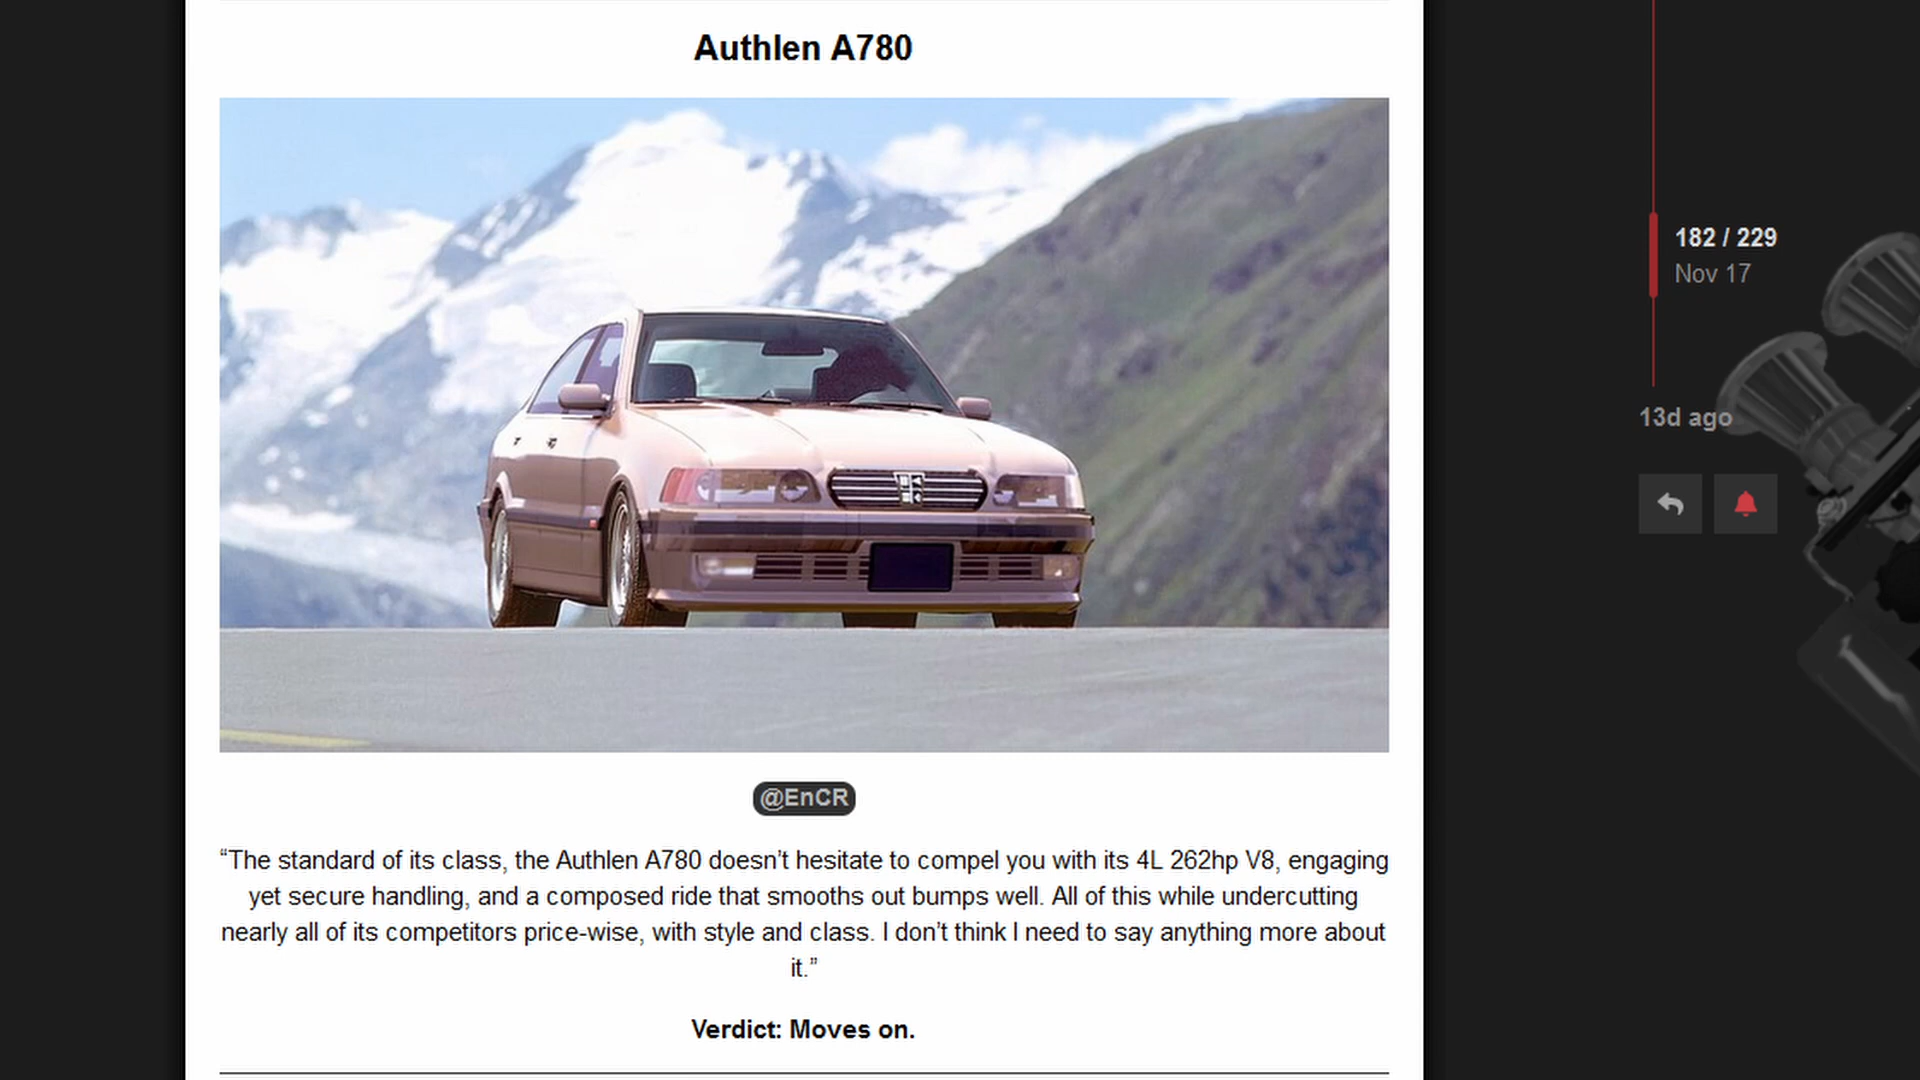 Authlen A780
182 / 229
Nov 17
13d ago
@EnCR
“The standard of its class, the Authlen A780 doesn’t hesitate to compel you with its 4L 262hp V8, engaging
yet secure handling, and a composed ride that smooths out bumps well. All of this while undercutting
nearly all of its competitors price-wise, with style and class. I don’t think I need to say anything more about
it.”
Verdict: Moves on.